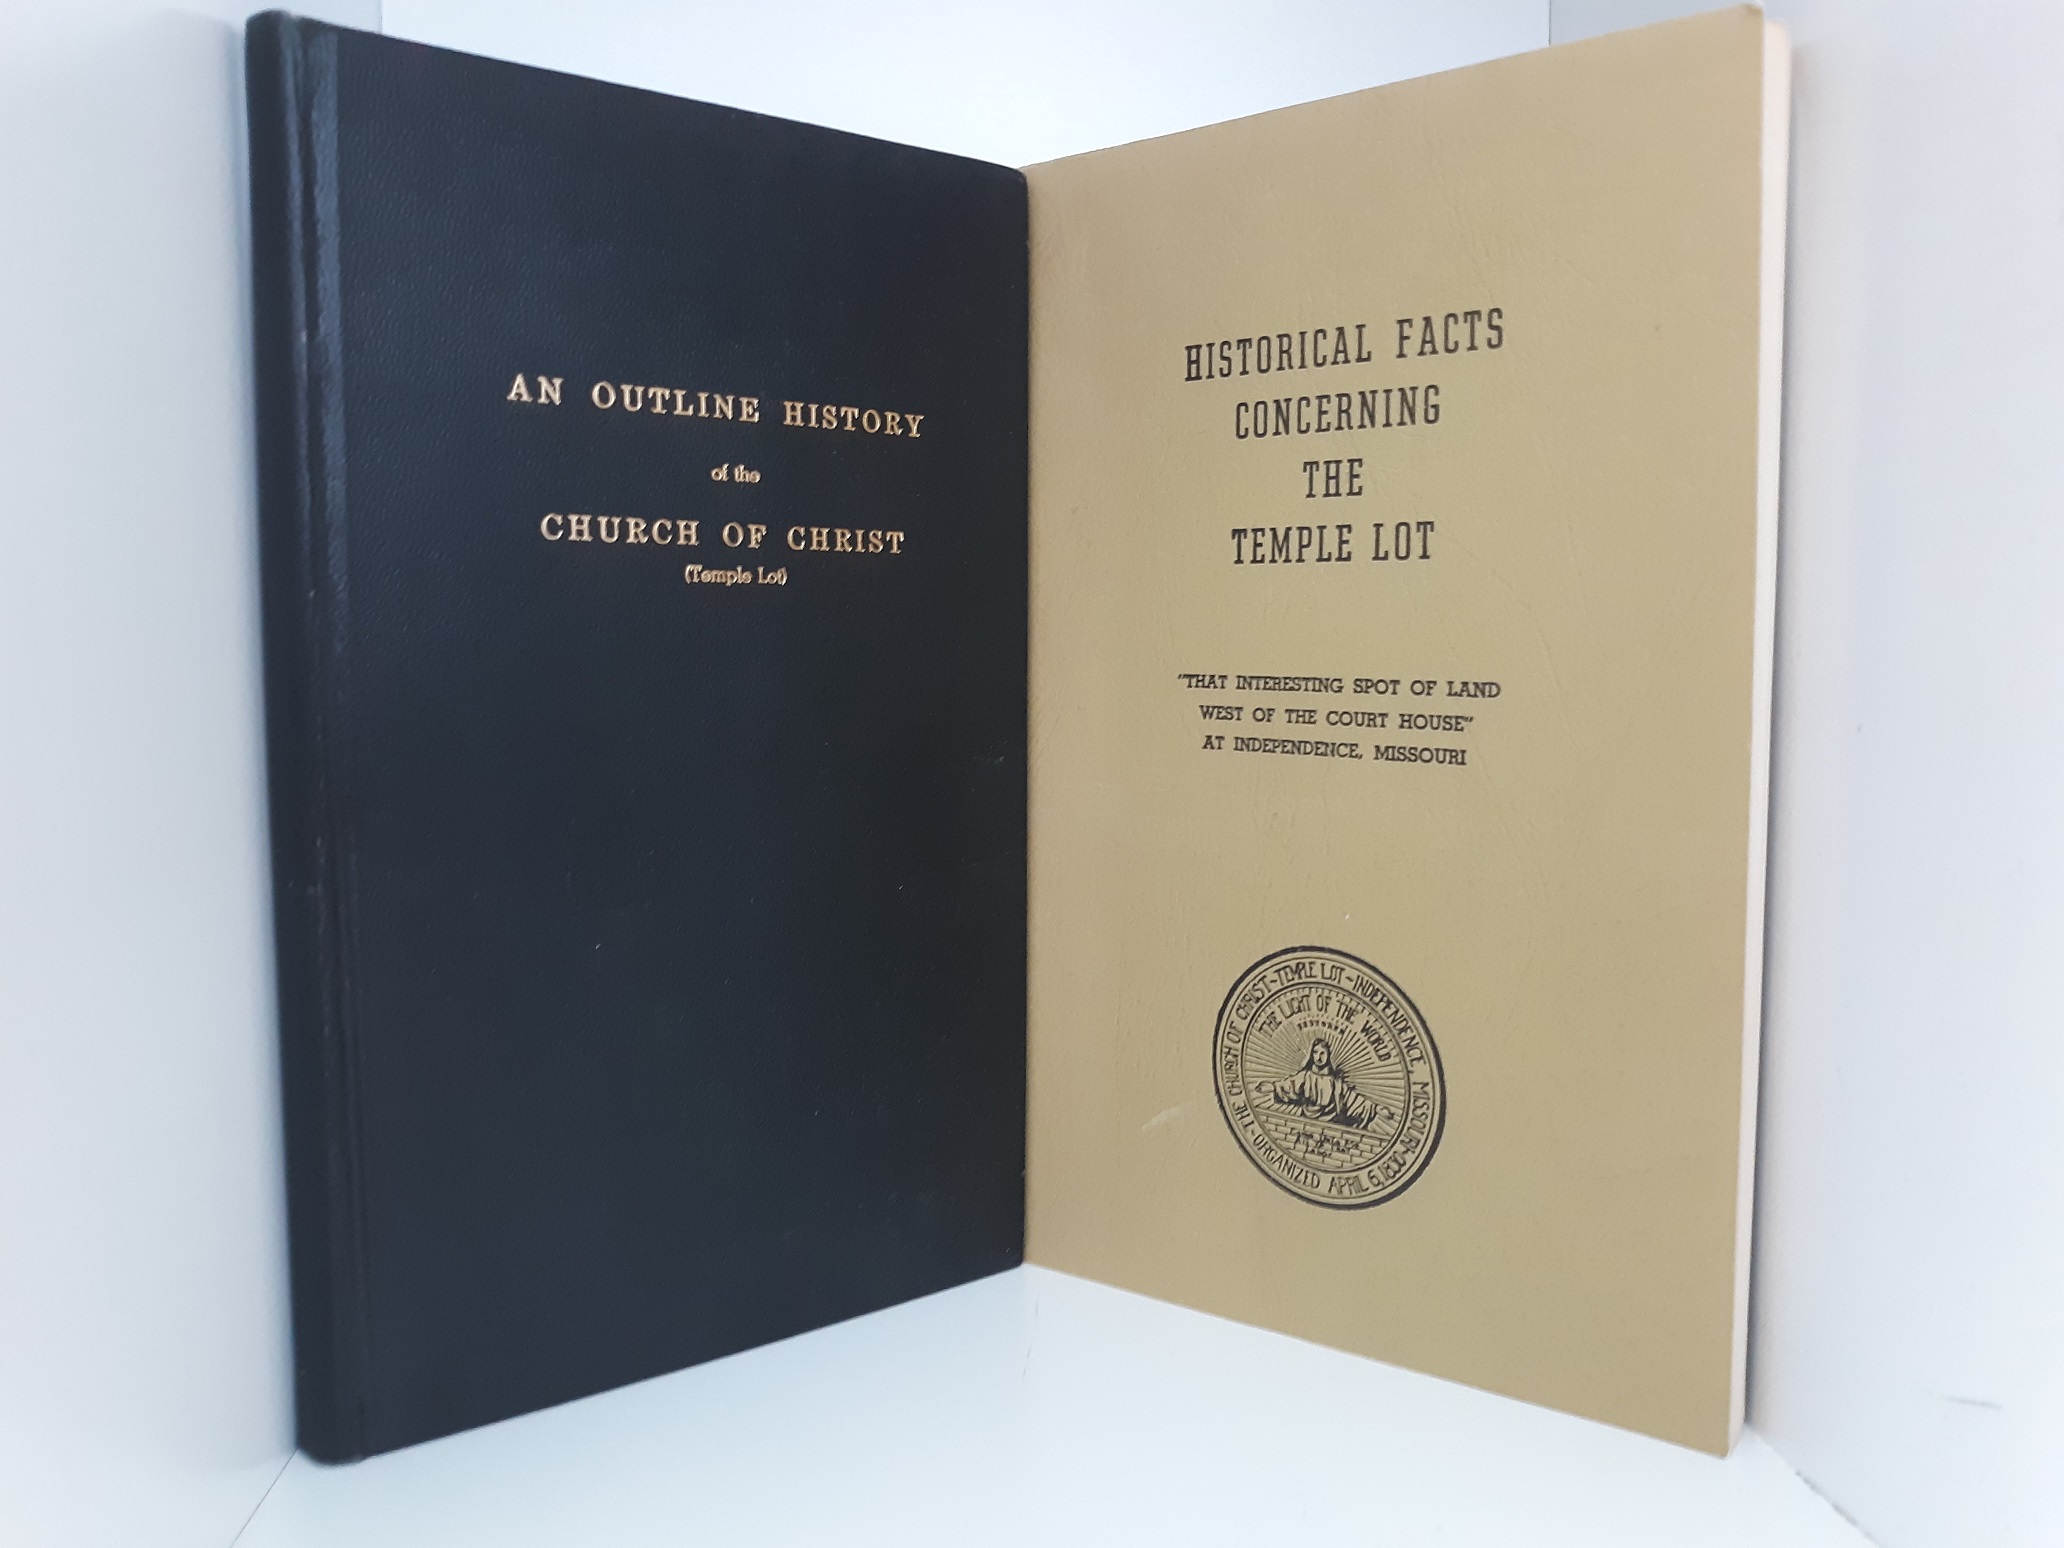 AN OUTLINE HISTORY
of the
CHURCH OF CHRIST
(Temple Lot)
HISTORICAL FACTS
CONCERNING
THE
TEMPLE LOT
"THAT INTERESTING SPOT OF LAND
WEST OF THE COURT HOUSE"
AT INDEPENDENCE, MISSOURI
THE CHURCH OF CHRIST-TEMPLE LOT-INDEPENDENCE, MISSOURI-
ORGANIZED APRIL 6, 1830
THE LIGHT OF THE WORLD